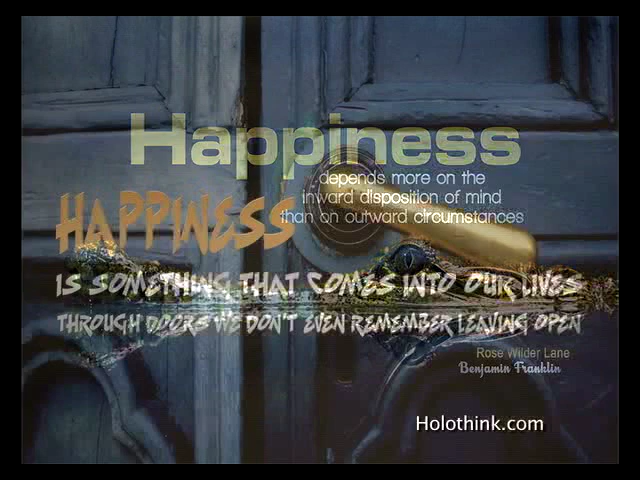 Happiness
depends more on the
inward disposition of mind
than on outward circumstances
HAPPINESS
IS SOMETHING THAT COMES INTO OUR LIVES
THROUGH DOORS WE DON'T EVEN REMEMBER LEAVING OPEN
Rose Wilder Lane
Benjamin Franklin
Holothink.com